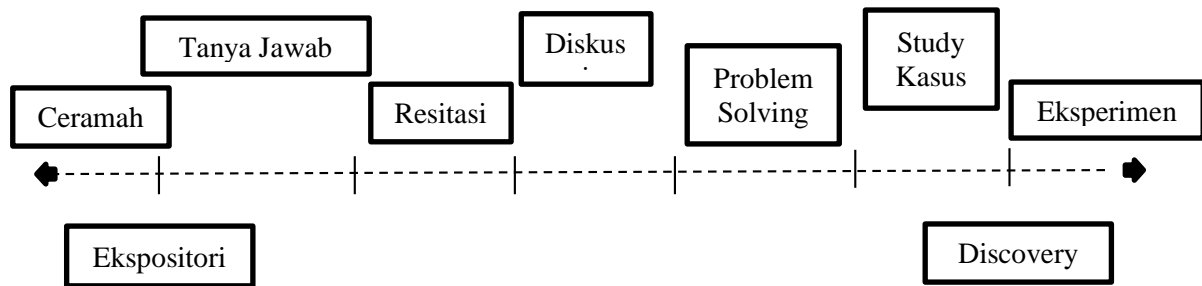 Ceramah
Tanya Jawab
Resitasi
Diskus
Problem
Solving
Study
Kasus
Eksperimen
Ekspositori
Discovery